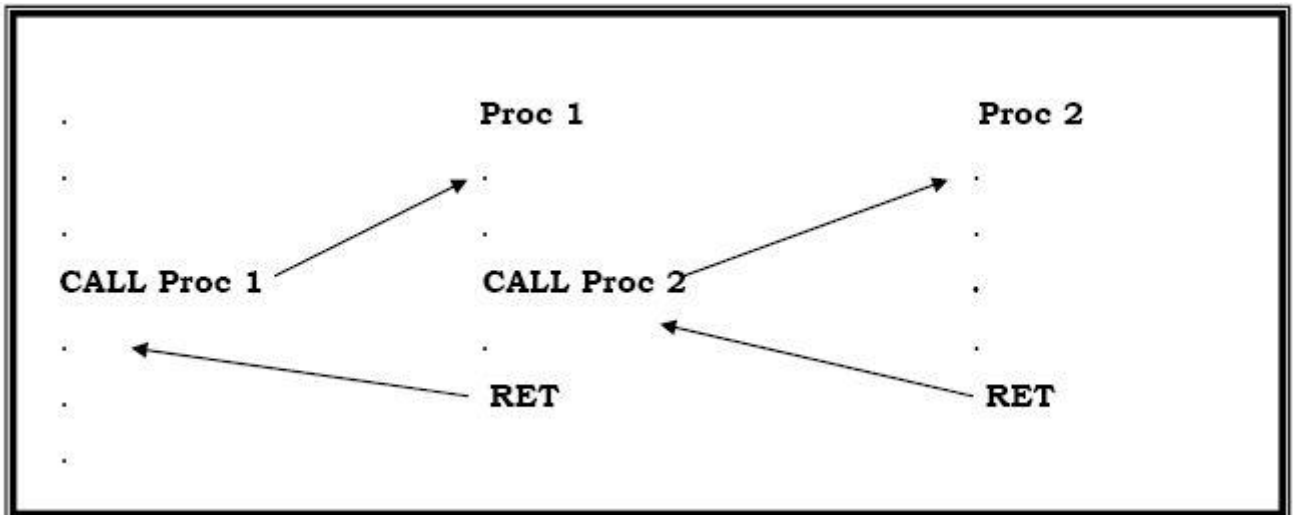 . Proc 1 Proc 2
. . .
. . .
CALL Proc 1 CALL Proc 2 .
. . .
. RET RET
.